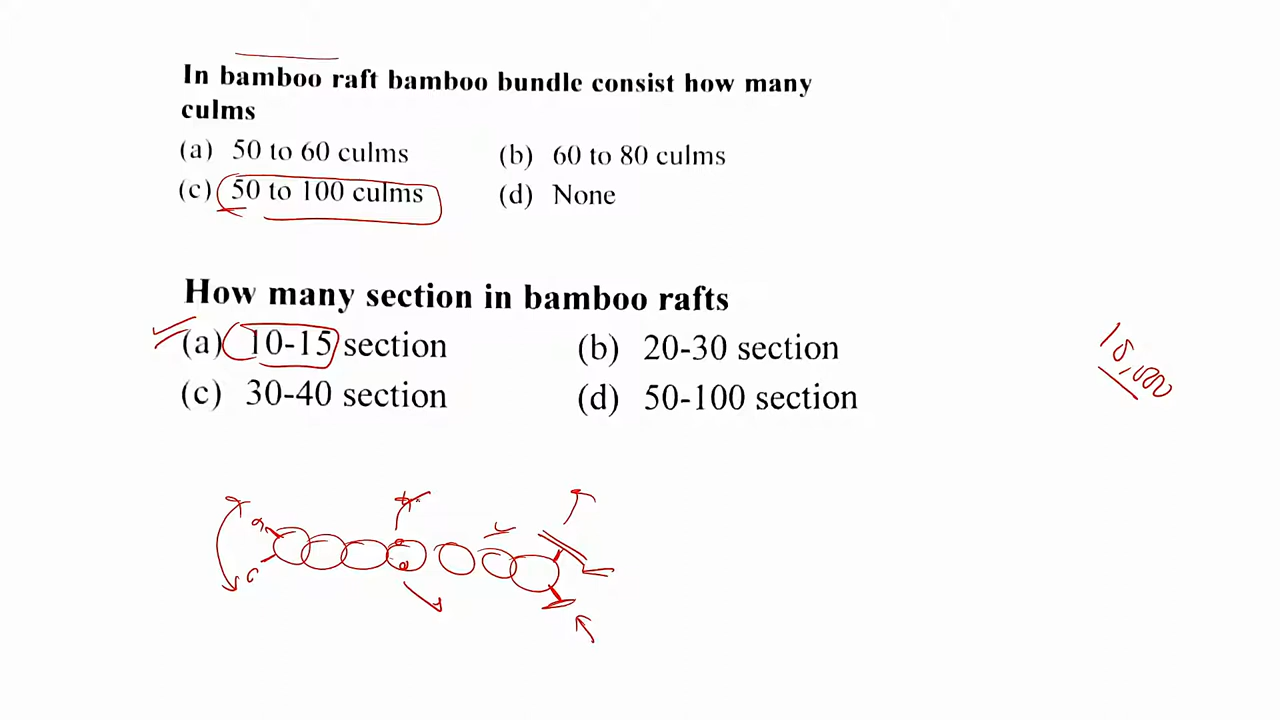 In bamboo raft bamboo bundle consist how many
culms
(a) 50 to 60 culms (b) 60 to 80 culms
(c) 50 to 100 culms (d) None
How many section in bamboo rafts
(a) 10-15 section (b) 20-30 section
(c) 30-40 section (d) 50-100 section
10,000